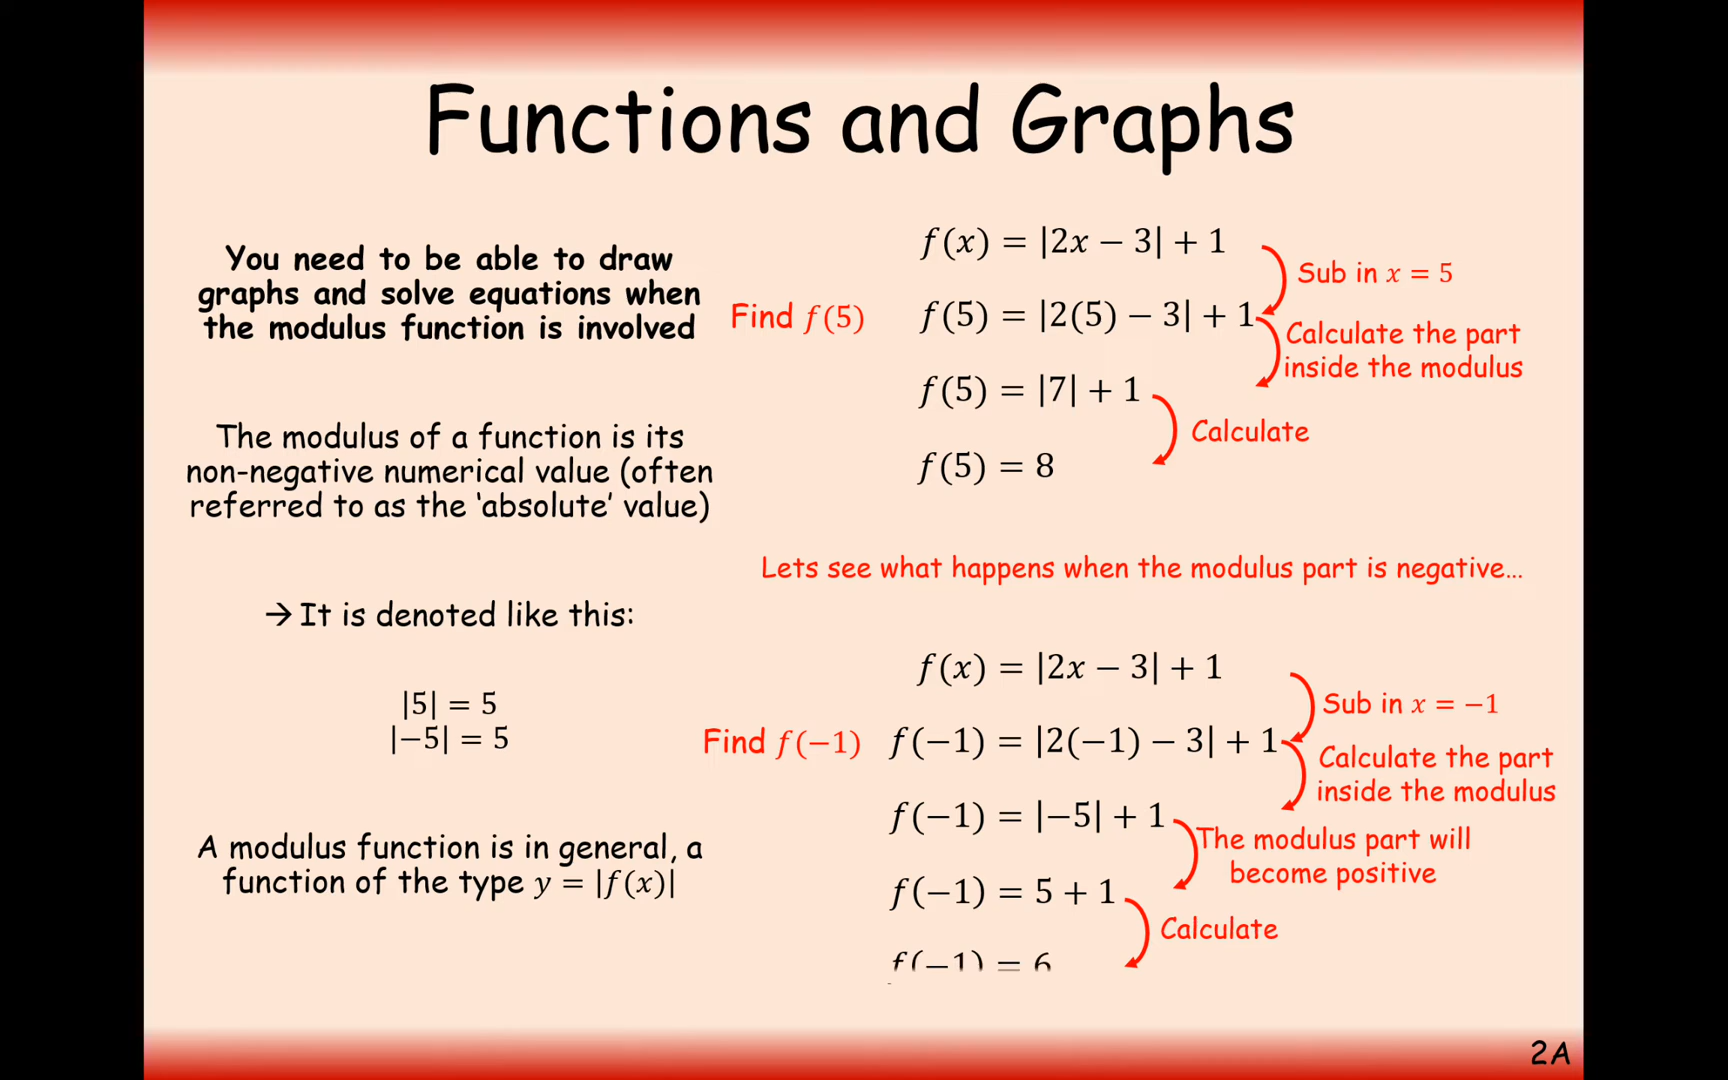 Functions and Graphs
You need to be able to draw
graphs and solve equations when
the modulus function is involved
The modulus of a function is its
non-negative numerical value (often
referred to as the ‘absolute’ value)
→ It is denoted like this:
|5| = 5
|−5| = 5
A modulus function is in general, a
function of the type y = |f(x)|
f(x) = |2x − 3| + 1
Sub in x = 5
Find f(5)
f(5) = |2(5) − 3| + 1
Calculate the part
inside the modulus
f(5) = |7| + 1
Calculate
f(5) = 8
Lets see what happens when the modulus part is negative…
f(x) = |2x − 3| + 1
Sub in x = −1
Find f(−1)
f(−1) = |2(−1) − 3| + 1
Calculate the part
inside the modulus
f(−1) = |−5| + 1
The modulus part will
become positive
f(−1) = 5 + 1
Calculate
f(−1) = 6
2A